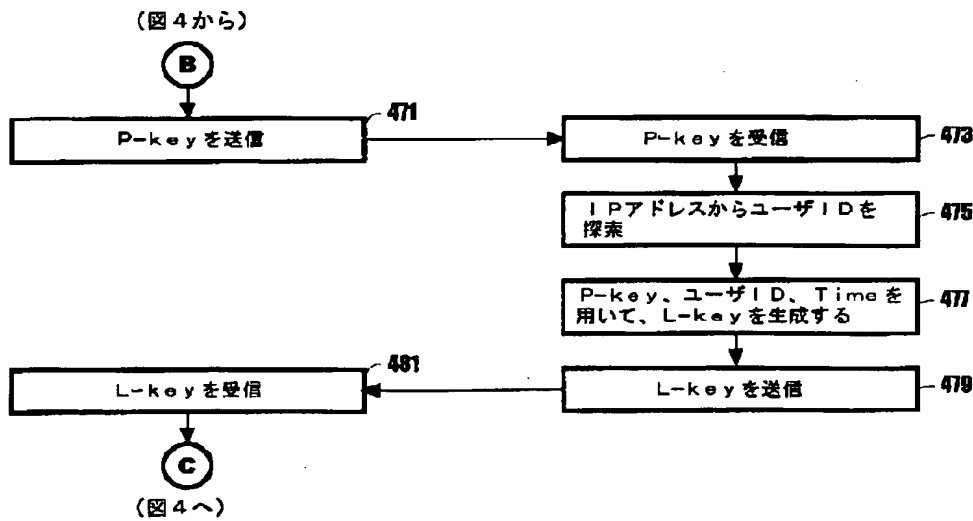 (図4から)
B
471
P-keyを送信
P-keyを受信
473
IPアドレスからユーザIDを
探索
475
P-key、ユーザID、Timeを
用いて、L-keyを生成する
477
481
L-keyを受信
L-keyを送信
479
C
(図4へ)